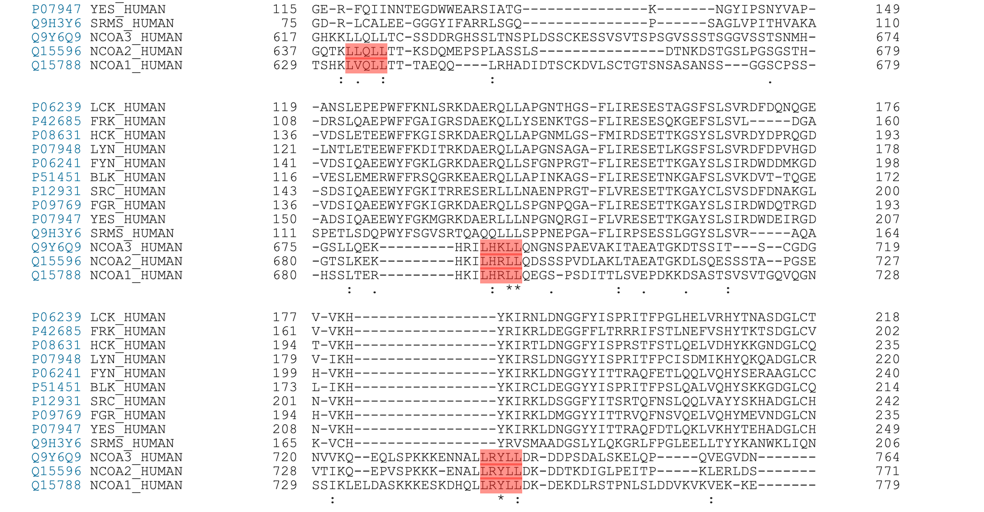 P07947 YES_HUMAN 115 GE-R-FQIINNTEGDWWEARSIATG---------------K-------SNGYIPSNYVAP- 149
Q9H3Y6 SRMS_HUMAN 75 GD-R-LCALEE-GGGYIFARRLSGQ---------------P-------SAGLVPITHVAKA 110
Q9Y6Q9 NCOA3_HUMAN 617 GHKKLLQLLTC-SSDDRGHSSLTNSPLDSSCKESSVSVTSPSGVSSSTSGGVSSTSNMH- 674
Q15596 NCOA2_HUMAN 637 GQTKLLQLLTT-KSDQMEPSPLASSLS---------------DTNKDSTGSLPGSGSTH- 679
Q15788 NCOA1_HUMAN 629 TSHKLVQLLTT-TAEQQ----LRHADIDTSCKDVLSCTGTSNSASANSS---GGSCPSS- 679
: . : : .
P06239 LCK_HUMAN 119 -ANSLEPEPWFFKNLSRKDAERQLLAPGNTHGS-FLIRESESTAGSFSLSVRDFDQNQGE 176
P42685 FRK_HUMAN 108 -DRSLQAEPWFFGAIGRSDAEKQLLYSENKTGS-FLIRESESQKGEFSLSVL-----DGA 160
P08631 HCK_HUMAN 136 -VDSLETEEWFFKGISRKDAERQLLAPGNMLGS-FMIRDSETTKGSYSLSVRDYDPRQGD 193
P07948 LYN_HUMAN 121 -LNTLETEEWFFKDITRKDAERQLLAPGNSAGA-FLIRESETLKGSFSLSVRDFDPVHGD 178
P06241 FYN_HUMAN 141 -VDSIQAEEWYFGKLGRKDAERQLLSFGNPRGT-FLIRESETTKGAYSLSIRDWDDMKGD 198
P51451 BLK_HUMAN 116 -VESLEMERWFFRSQGRKEAERQLLAPINKAGS-FLIRESETNKGAFSLSVKDVT-TQGE 172
P12931 SRC_HUMAN 143 -SDSIQAEEWYFGKITRRESERLLLNAENPRGT-FLVRESETTKGAYCLSVSDFDNAKGL 200
P09769 FGR_HUMAN 136 -VDSIQAEEWYFGKIGRKDAERQLLSPGNPQGA-FLIRESETTKGAYSLSIRDWDQTRGD 193
P07947 YES_HUMAN 150 -ADSIQAEEWYFGKMGRKDAERLLLNPGNQRGI-FLVRESETTKGAYSLSIRDWDEIRGD 207
Q9H3Y6 SRMS_HUMAN 111 SPETLSDQPWYFSGVSRTQAQQLLLSPPNEPGA-FLIRPSESSLGGYSLSVR-----AQA 164
Q9Y6Q9 NCOA3_HUMAN 675 -GSLLQEK---------HRILHKLLQNGNSPAEVAKITAEATGKDTSSIT---S--CGDG 719
Q15596 NCOA2_HUMAN 680 -GTSLKEK---------HKILHRLLQDSSSPVDLAKLTAEATGKDLSQESSSTA--PGSE 727
Q15788 NCOA1_HUMAN 680 -HSSLTER---------HKILHRLLQEGS-PSDITTLSVEPDKKDSASTSVSVTGQVQGN 728
: . : ** . : . . :
P06239 LCK_HUMAN 177 V-VKH------------------YKIRNLDNGGFYISPRITFPGLHELVRHYTNASDGLCT 218
P42685 FRK_HUMAN 161 V-VKH------------------YRIKRLDEGGFFLTRRRIFSTLNEFVSHYTKTSDGLCV 202
P08631 HCK_HUMAN 194 T-VKH------------------YKIRTLDNGGFYISPRSTFSTLQELVDHYKKGNDGLCQ 235
P07948 LYN_HUMAN 179 V-IKH------------------YKIRSLDNGGYYISPRITFPCISDMIKHYQKQADGLCR 220
P06241 FYN_HUMAN 199 H-VKH------------------YKIRKLDNGGYYITTRAQFETLQQLVQHYSERAAGLCC 240
P51451 BLK_HUMAN 173 L-IKH------------------YKIRCLDEGGYYISPRITFPSLQALVQHYSKKGDGLCQ 214
P12931 SRC_HUMAN 201 N-VKH------------------YKIRKLDSGGFYITSRTQFNSLQQLVAYYSKHADGLCH 242
P09769 FGR_HUMAN 194 H-VKH------------------YKIRKLDMGGYYITTRVQFNSVQELVQHYMEVNDGLCN 235
P07947 YES_HUMAN 208 N-VKH------------------YKIRKLDNGGYYITTRAQFDTLQKLVKHYTEHADGLCH 249
Q9H3Y6 SRMS_HUMAN 165 K-VCH------------------YRVSMAADGSLYLQKGRLFPGLEELLTYYKANWKLIQN 206
Q9Y6Q9 NCOA3_HUMAN 720 NVVKQ--EQLSPKKKENNALLRYLLDR-DDPSDALSKELQP---QVEGVDN------- 764
Q15596 NCOA2_HUMAN 728 VTIKQ--EPVSPKK-ENALLRYLLDK-DDTKDIGLPEITP----KLERLDS------- 771
Q15788 NCOA1_HUMAN 729 SSIKLELDASKKKESKDHQLLRYLLDK-DEKDLRSTPNLSLDDVKVKVEKKE------- 779
: * : :